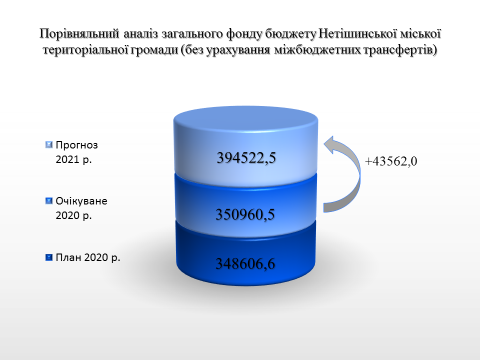 Порівняльний аналіз загального фонду бюджету Нетішинської міської
територіальної громади (без урахування міжбюджетних трансфертів)
Прогноз
2021 р.
394522,5
+43562,0
Очікуване
2020 р.
350960,5
План 2020 р.
348606,6